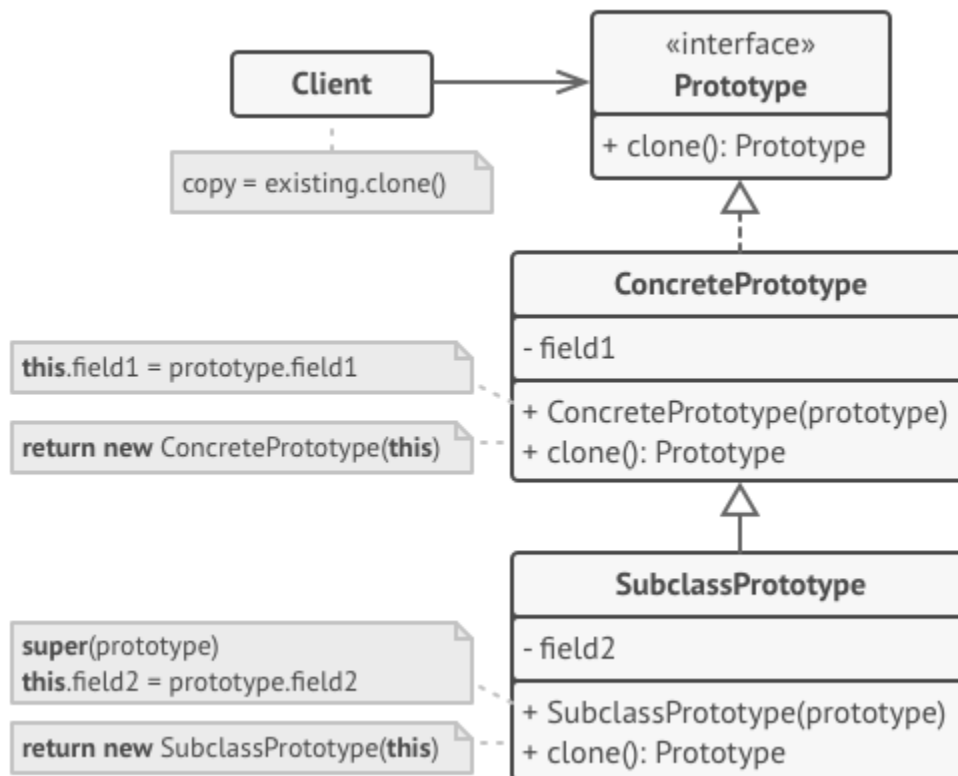 «interface»
Client
Prototype
+ clone(): Prototype
copy = existing.clone()
ConcretePrototype
- field1
this.field1 = prototype.field1
+ ConcretePrototype(prototype)
return new ConcretePrototype(this)
+ clone(): Prototype
SubclassPrototype
- field2
super(prototype)
this.field2 = prototype.field2
+ SubclassPrototype(prototype)
return new SubclassPrototype(this)
+ clone(): Prototype